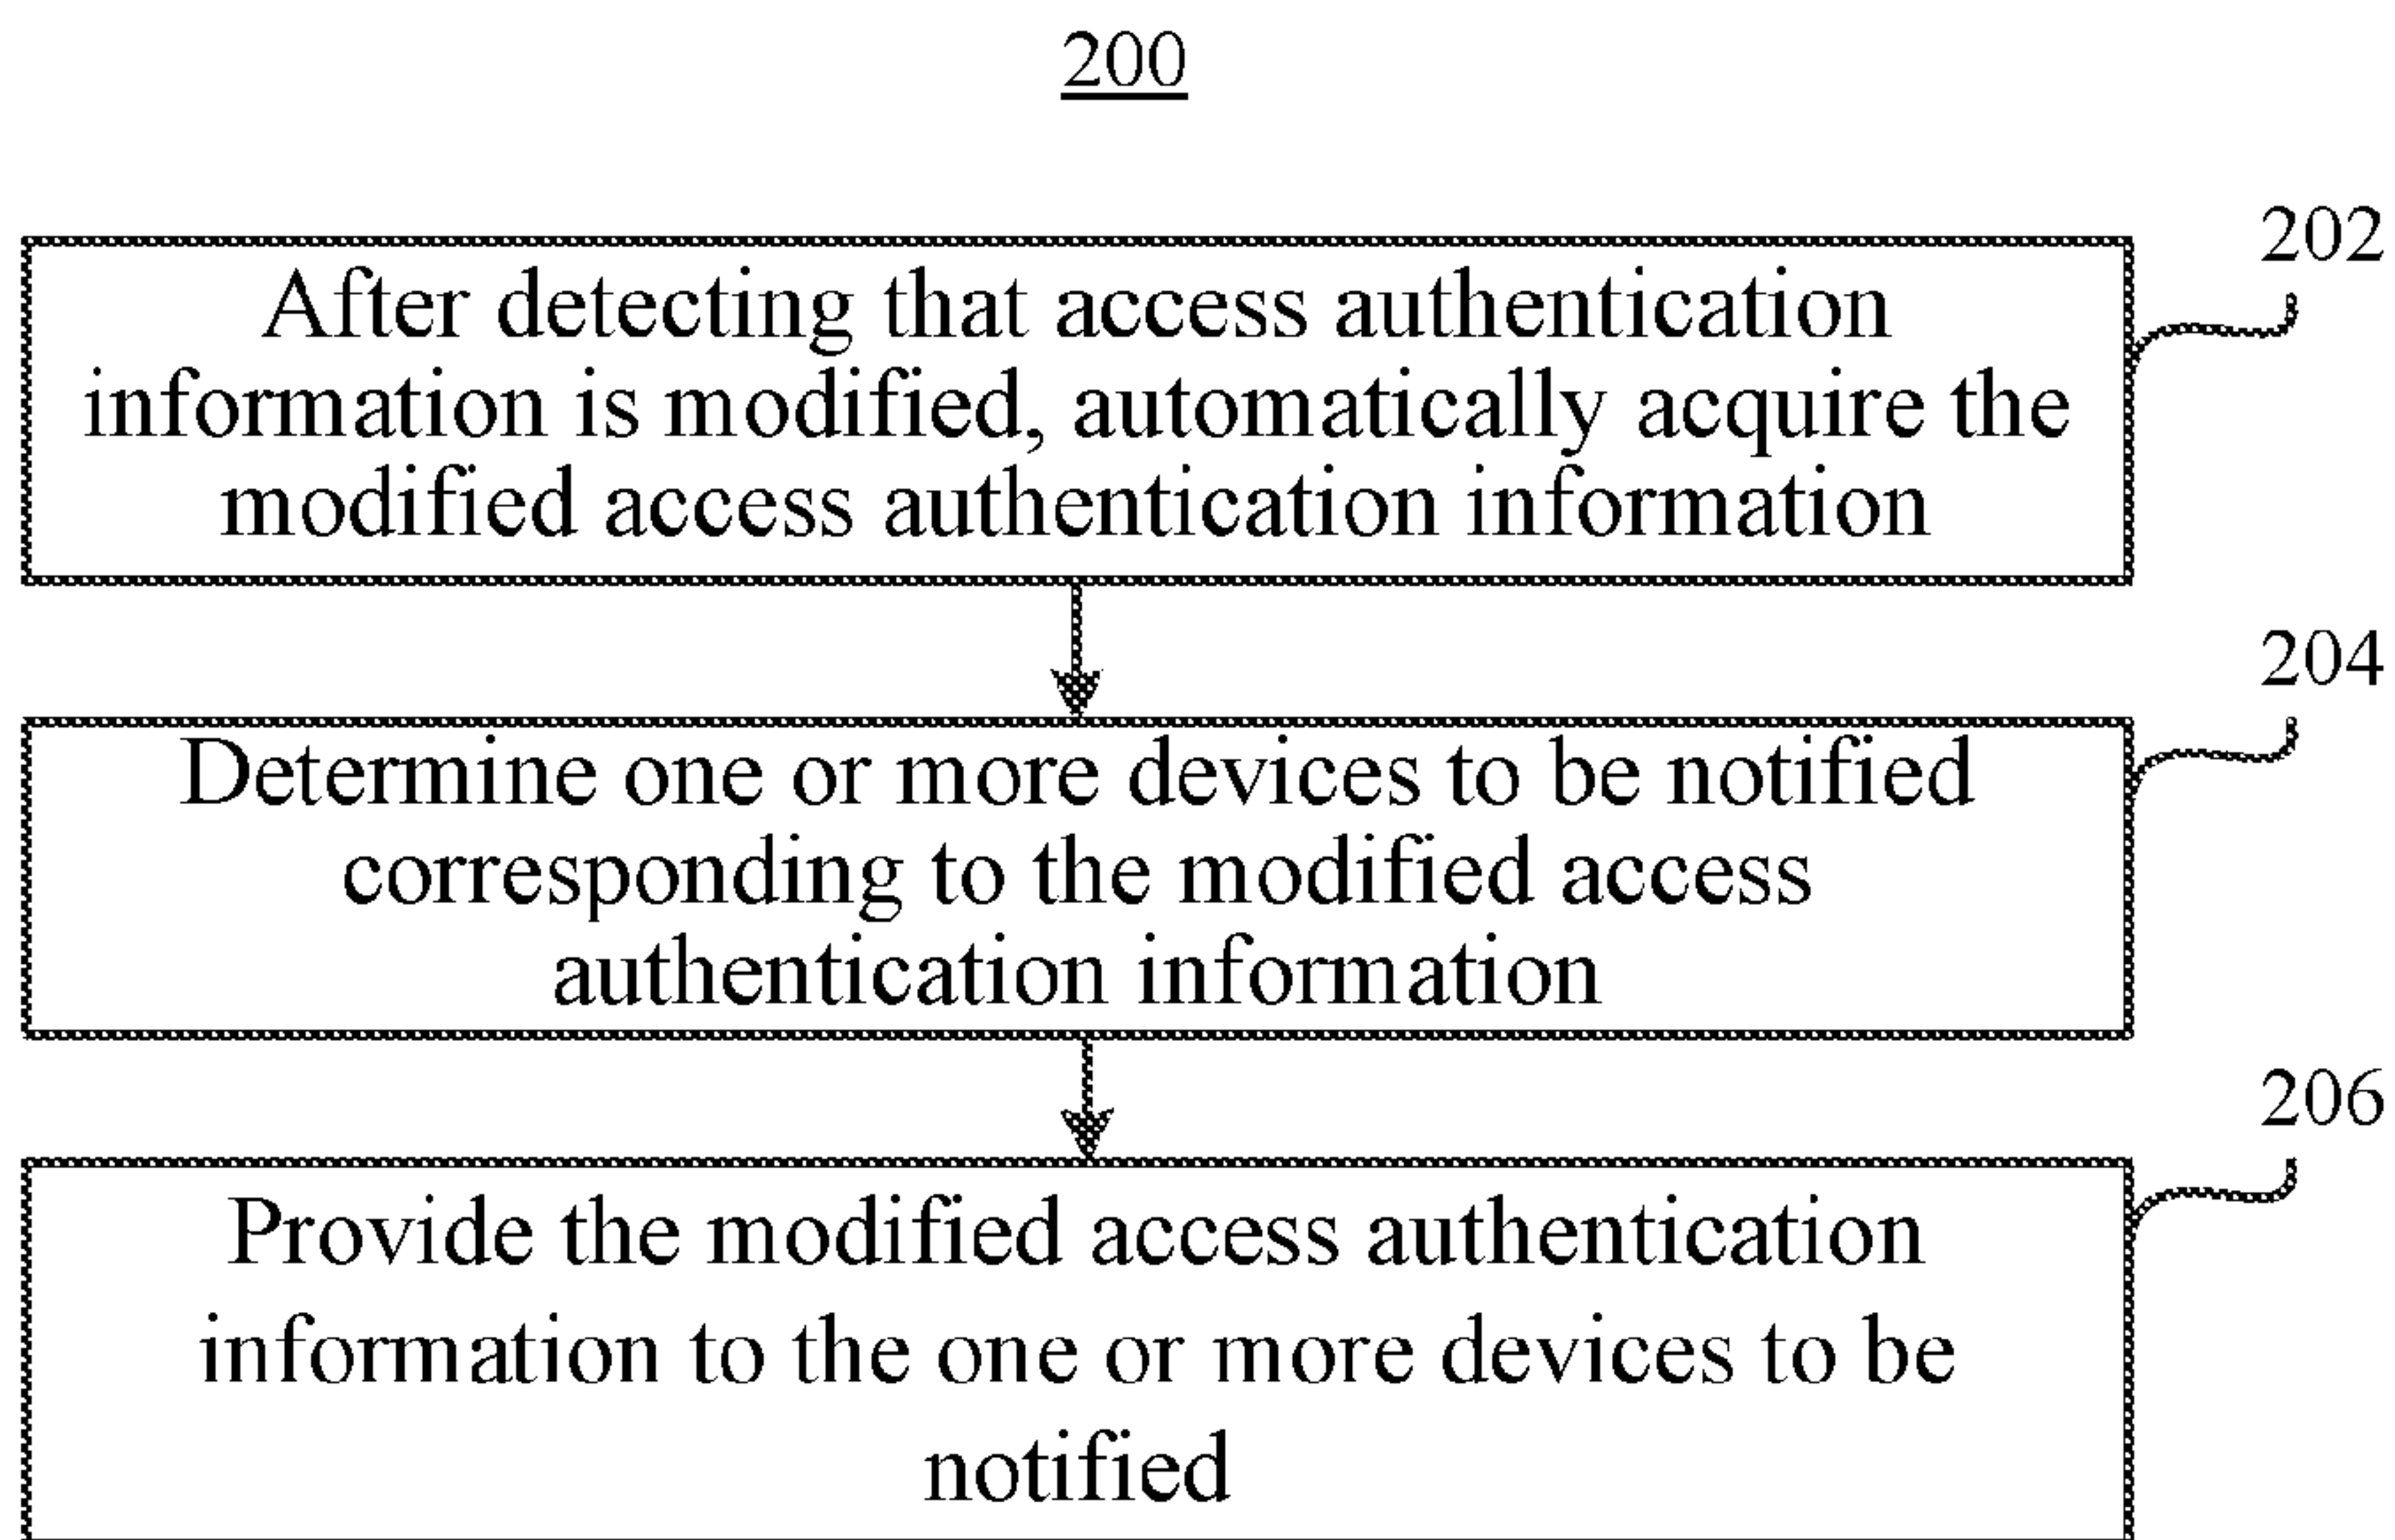 200
202
After detecting that access authentication
information is modified, automatically acquire the
modified access authentication information
204
Determine one or more devices to be notified
corresponding to the modified access
authentication information
206
Provide the modified access authentication
information to the one or more devices to be
notified